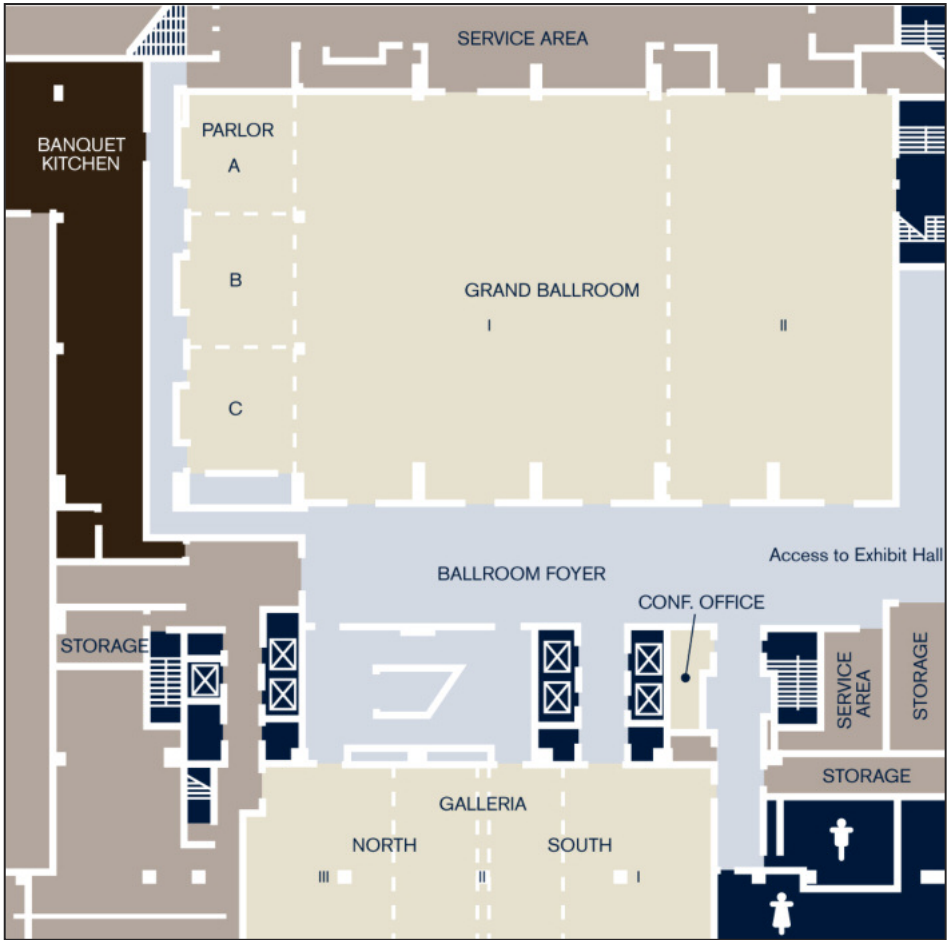 SERVICE AREA
PARLOR
A
BANQUET
KITCHEN
B
GRAND BALLROOM
I
II
C
Access to Exhibit Hall
BALLROOM FOYER
CONF. OFFICE
STORAGE
SERVICE
AREA
STORAGE
STORAGE
GALLERIA
NORTH
SOUTH
III
II
I